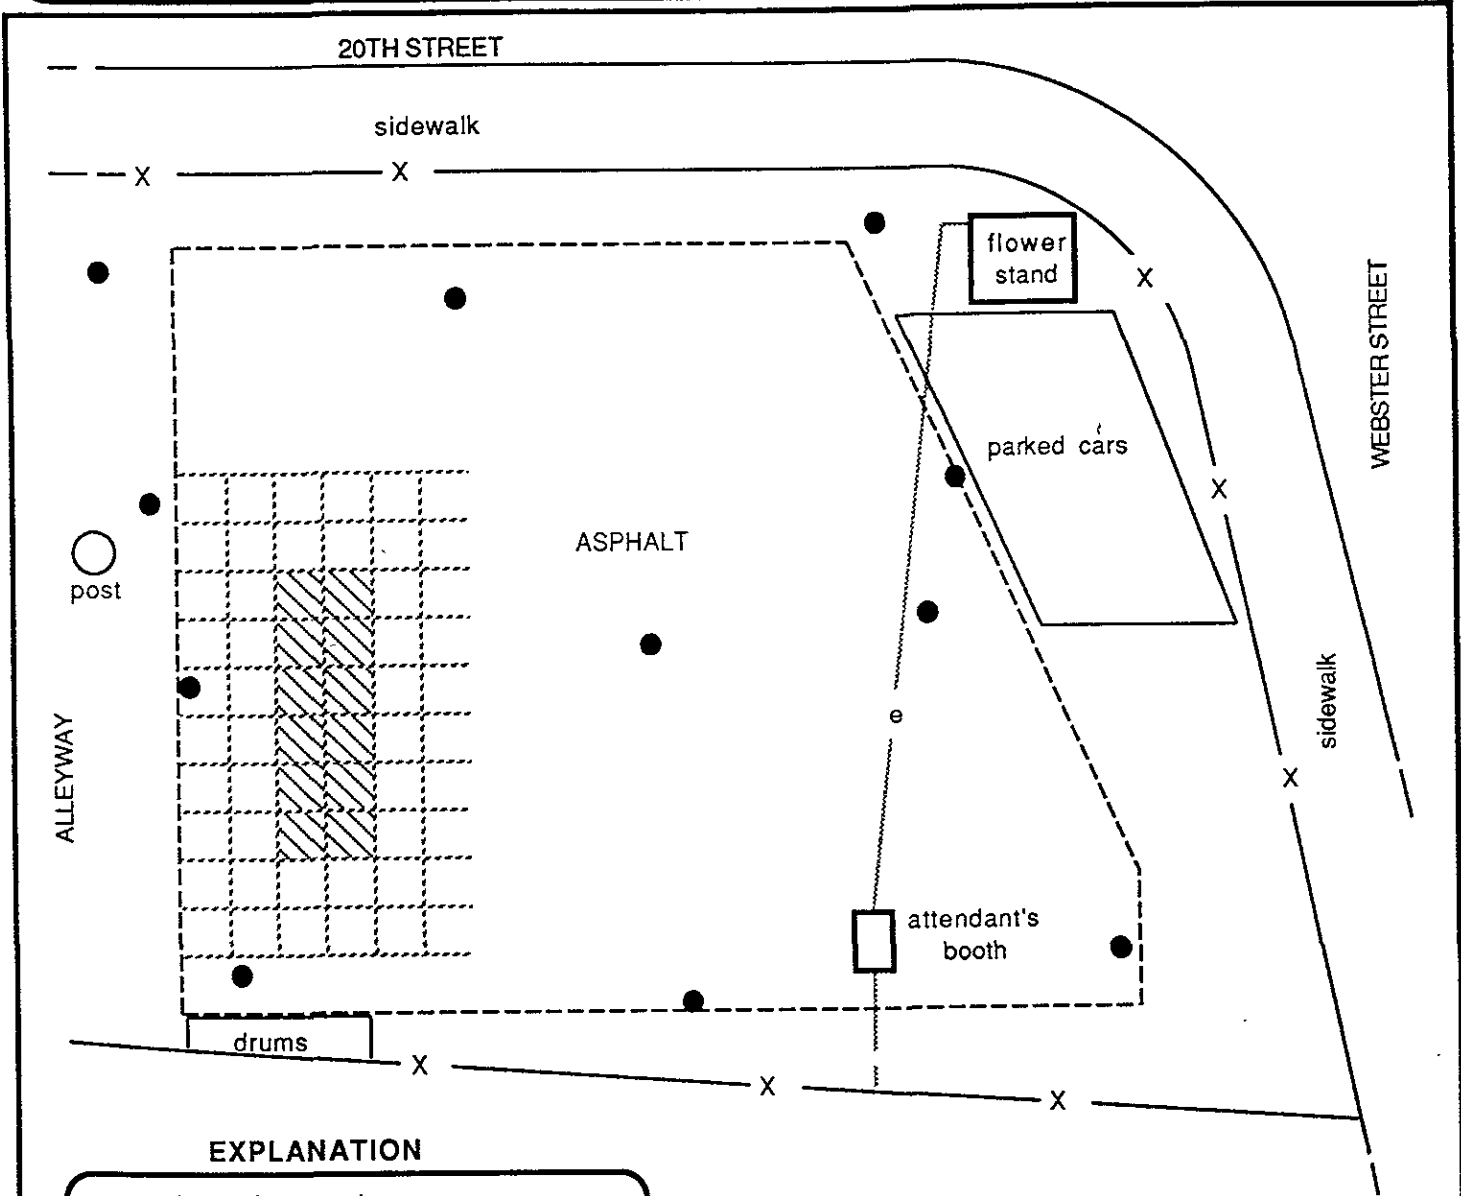 20TH STREET
sidewalk
X
X
flower
stand
X
WEBSTER STREET
parked cars
X
ASPHALT
post
sidewalk
ALLEYWAY
e
X
attendant's
booth
drums
X
X
X
EXPLANATION